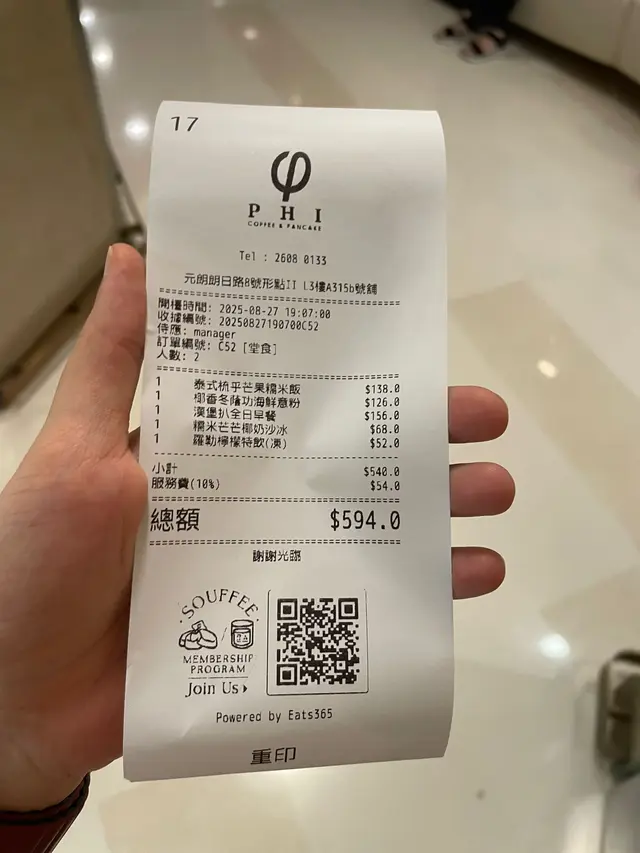 17
PHI
COFFEE & PANCAKE
Tel : 2608 0133
元朗朗日路8號形點II L3樓A315b號舖
開檯時間: 2025-08-27 19:07:00
收據編號: 20250827190700C52
侍應: manager
訂單編號: C52 [堂食]
人數: 2
1 泰式梳乎芒果糯米飯 $138.0
1 椰香冬蔭功海鮮意粉 $126.0
1 漢堡扒全日早餐 $156.0
1 糯米芒芒椰奶沙冰 $68.0
1 羅勒檸檬特飲(凍) $52.0
小計 $540.0
服務費(10%) $54.0
總額 $594.0
謝謝光臨
SOUFFEE
MEMBERSHIP
PROGRAM
Join Us
Powered by Eats365
重印